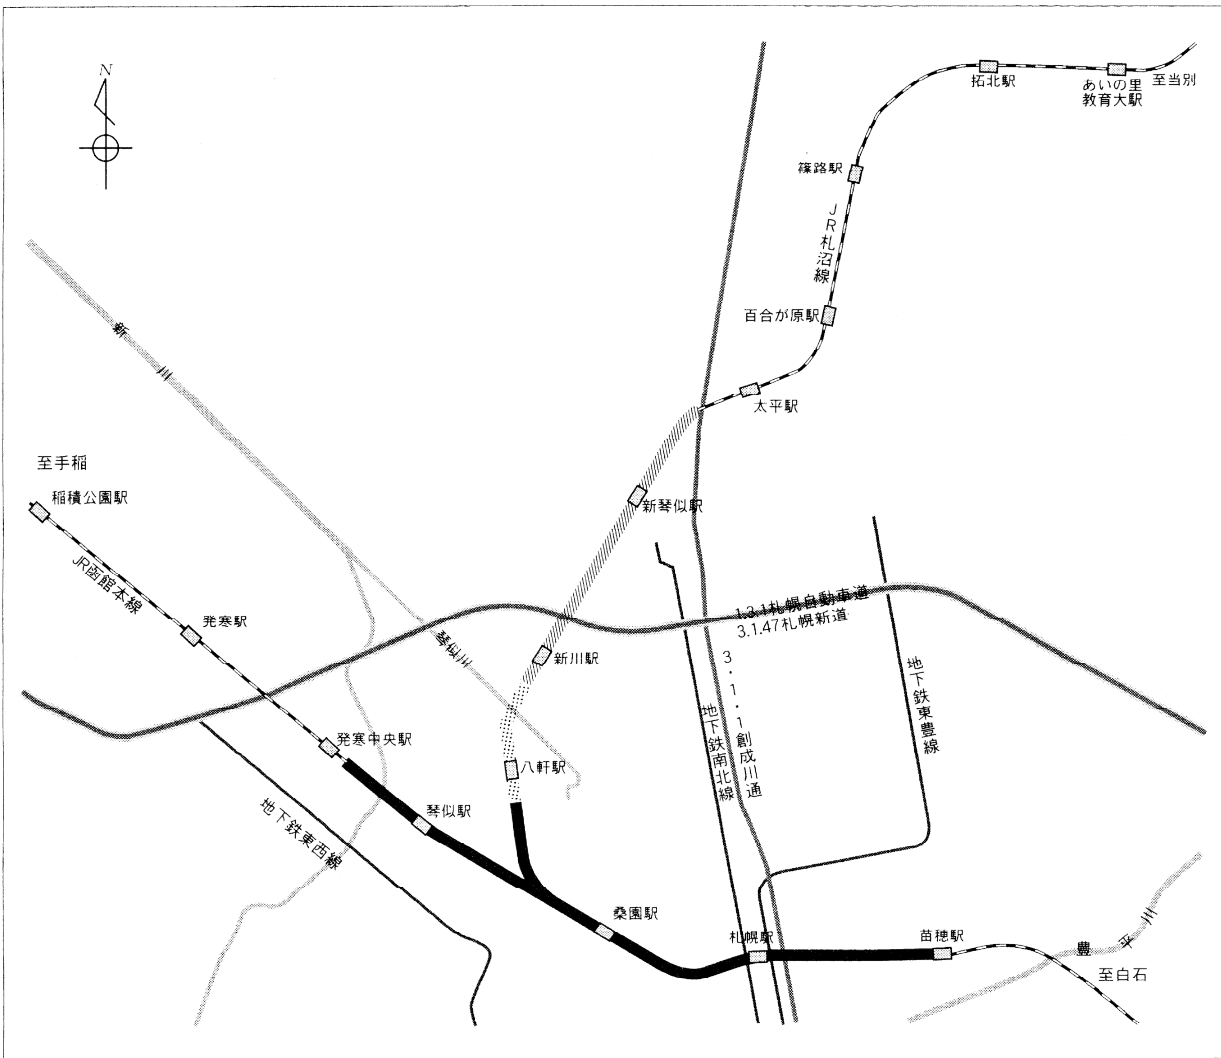 N
拓北駅
あいの里
教育大駅
至当別
篠路駅
JR札沼線
百合が原駅
太平駅
新川
至手稲
稲積公園駅
新琴似駅
JR函館本線
発寒駅
1.3.1札幌自動車道
3.1.47札幌新道
琴似川
新川駅
3・1・1創成川通
地下鉄東豊線
地下鉄南北線
発寒中央駅
八軒駅
地下鉄東西線
琴似駅
桑園駅
札幌駅
苗穂駅
豊平川
至白石